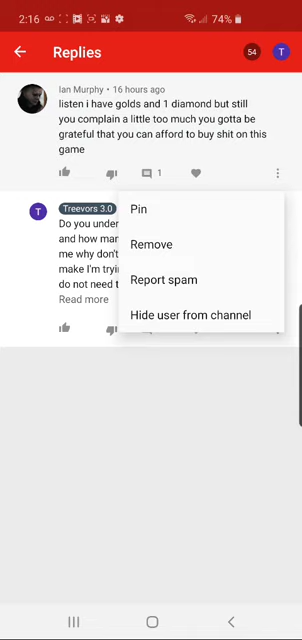 2:16
74%
Replies
54
T
Ian Murphy • 16 hours ago
listen i have golds and 1 diamond but still
you complain a little too much you gotta be
grateful that you can afford to buy shit on this
game
1
T
Treevors 3.0
Do you under
and how mar
me why don't
make I'm tryi
do not need t
Read more
Pin
Remove
Report spam
Hide user from channel